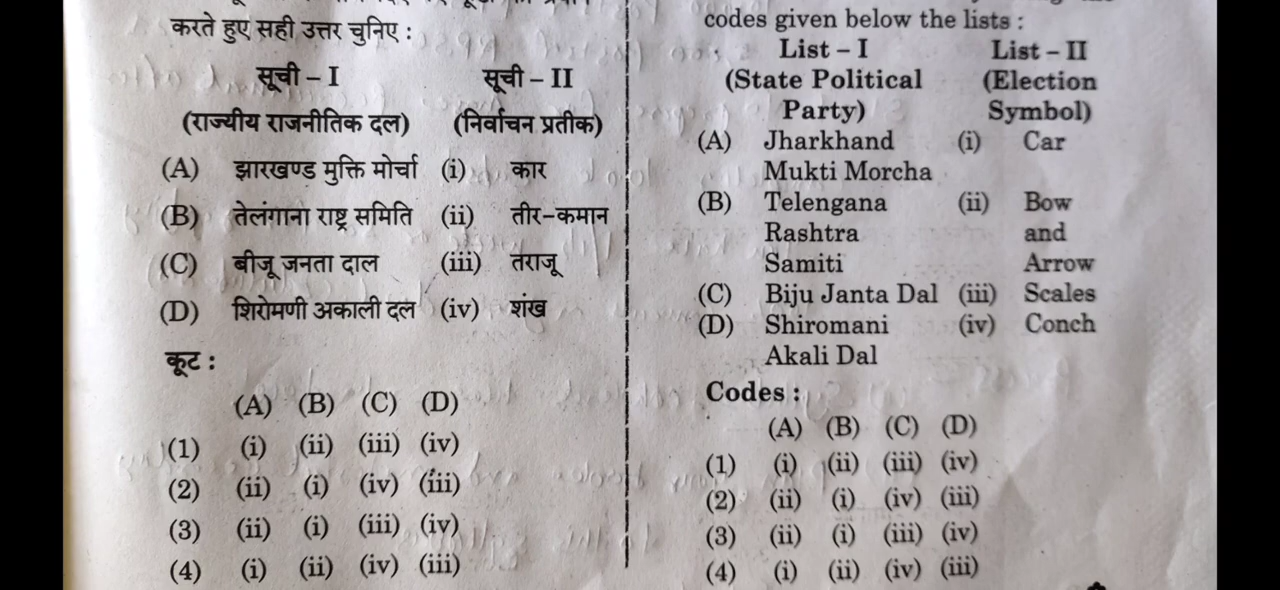 करते हुए सही उत्तर चुनिए :
सूची – I सूची – II
(राज्यीय राजनीतिक दल) (निर्वाचन प्रतीक)
(A) झारखण्ड मुक्ति मोर्चा (i) कार
(B) तेलंगाना राष्ट्र समिति (ii) तीर-कमान
(C) बीजू जनता दाल (iii) तराजू
(D) शिरोमणी अकाली दल (iv) शंख
कूट :
(A) (B) (C) (D)
(1) (i) (ii) (iii) (iv)
(2) (ii) (i) (iv) (iii)
(3) (ii) (i) (iii) (iv)
(4) (i) (ii) (iv) (iii)
codes given below the lists :
List – I List – II
(State Political (Election
Party) Symbol)
(A) Jharkhand (i) Car
Mukti Morcha
(B) Telengana (ii) Bow
Rashtra and
Samiti Arrow
(C) Biju Janta Dal (iii) Scales
(D) Shiromani (iv) Conch
Akali Dal
Codes :
(A) (B) (C) (D)
(1) (i) (ii) (iii) (iv)
(2) (ii) (i) (iv) (iii)
(3) (ii) (i) (iii) (iv)
(4) (i) (ii) (iv) (iii)